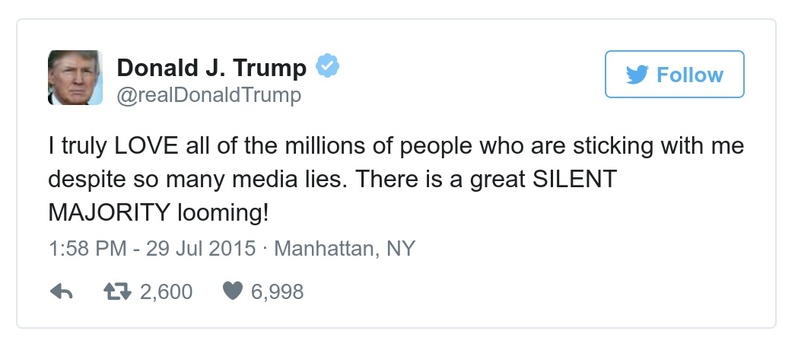 Donald J. Trump
@realDonaldTrump
Follow
I truly LOVE all of the millions of people who are sticking with me
despite so many media lies. There is a great SILENT
MAJORITY looming!
1:58 PM - 29 Jul 2015 · Manhattan, NY
2,600 6,998